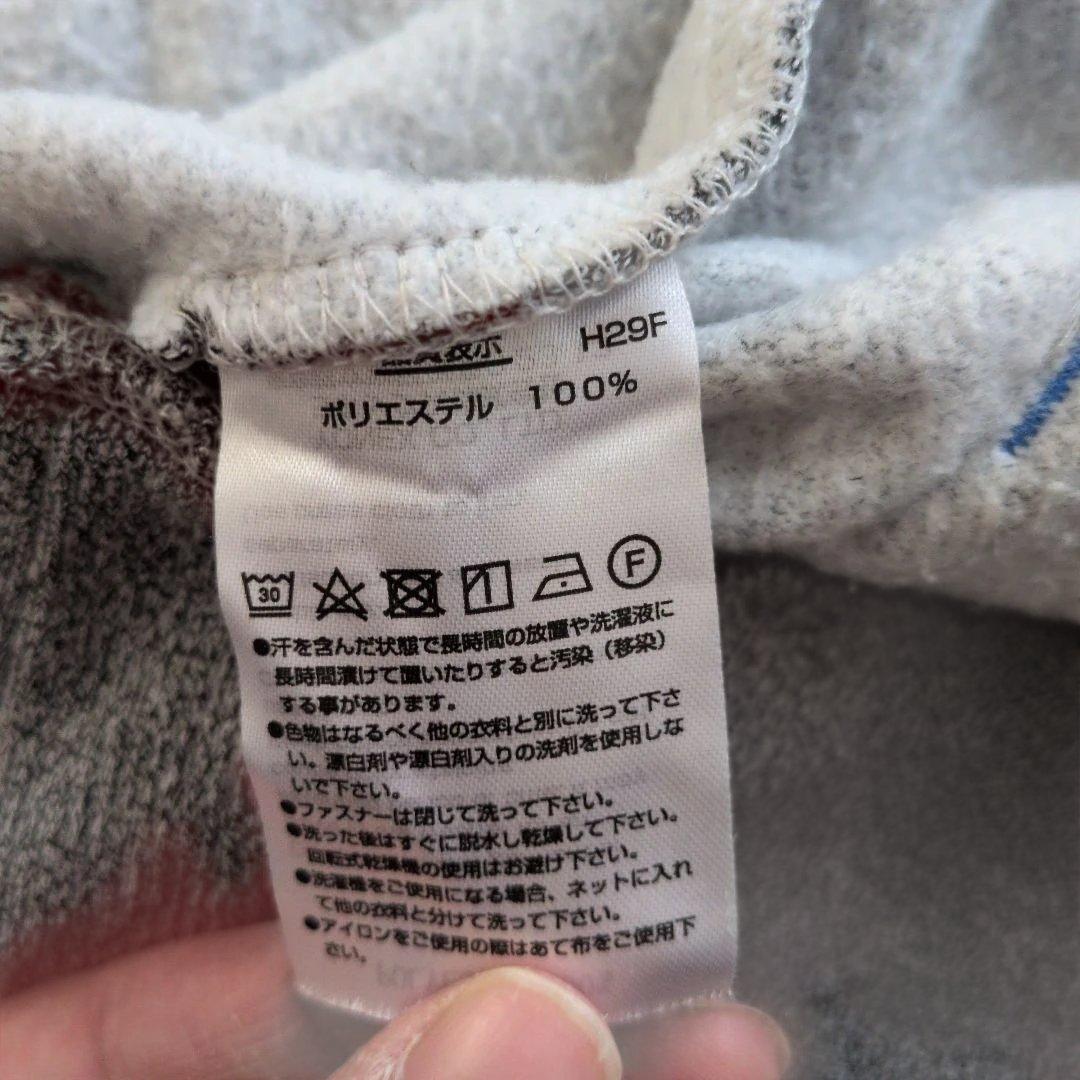 H29F
ポリエステル 100%
30
F
●汗を含んだ状態で長時間の放置や洗濯液に
長時間漬けて置いたりすると汚染（移染）
する事があります。
●色物はなるべく他の衣料と別に洗って下さ
い。漂白剤や漂白剤入りの洗剤を使用しな
いで下さい。
●ファスナーは閉じて洗って下さい。
●洗った後はすぐに脱水し乾燥して下さい。
回転式乾燥機の使用はお避け下さい。
●洗濯機をご使用になる場合、ネットに入れ
て他の衣料と分けて洗って下さい。
●アイロンをご使用の際はあて布をご使用下
さい。